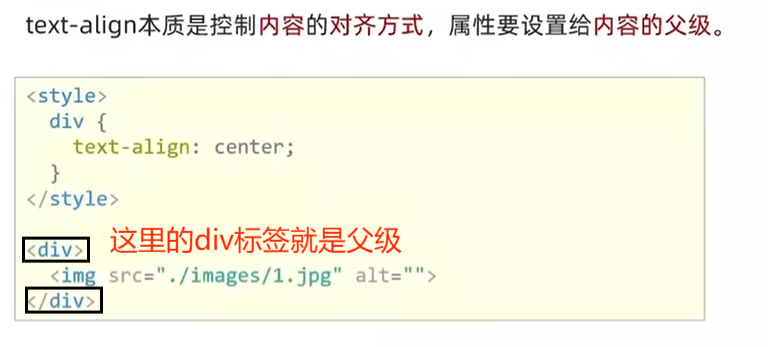 text-align本质是控制内容的对齐方式，属性要设置给内容的父级。
<style>
div {
text-align: center;
}
</style>
<div> 这里的div标签就是父级
<img src="./images/1.jpg" alt="">
</div>